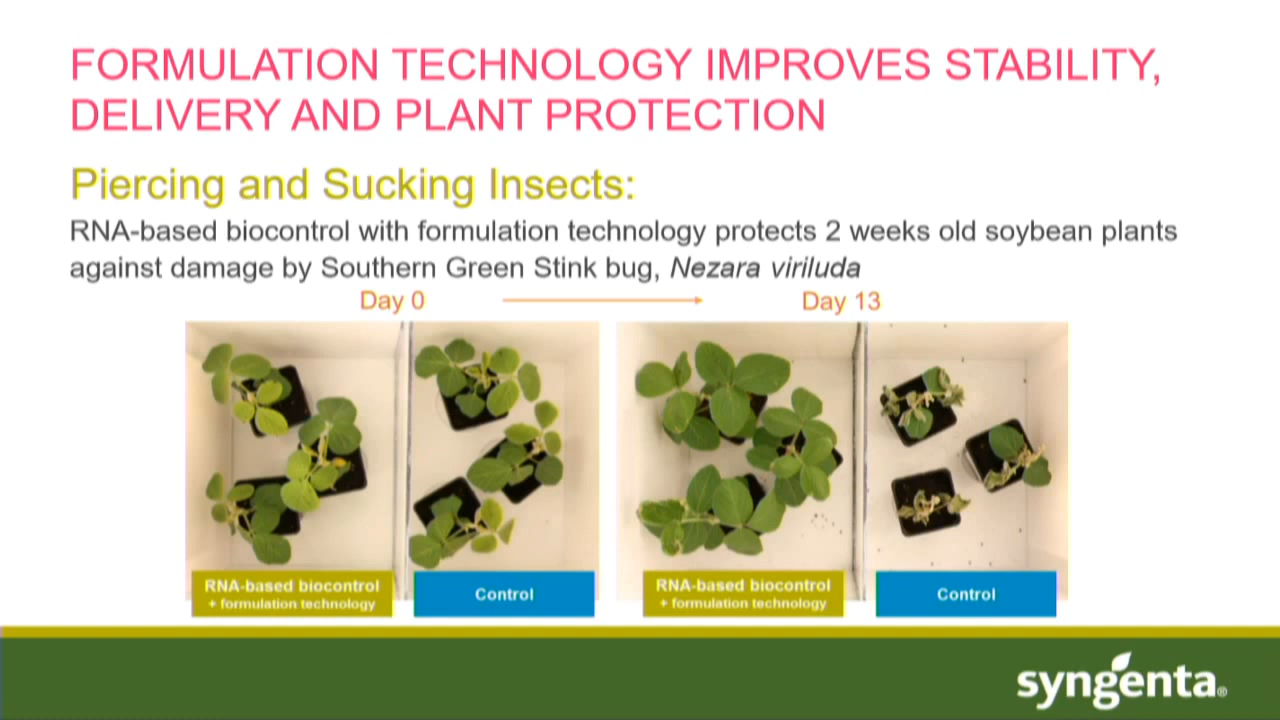 FORMULATION TECHNOLOGY IMPROVES STABILITY,
DELIVERY AND PLANT PROTECTION
Piercing and Sucking Insects:
RNA-based biocontrol with formulation technology protects 2 weeks old soybean plants
against damage by Southern Green Stink bug, Nezara viriluda
Day 0
Day 13
RNA-based biocontrol
+ formulation technology
Control
RNA-based biocontrol
+ formulation technology
Control
syngenta®